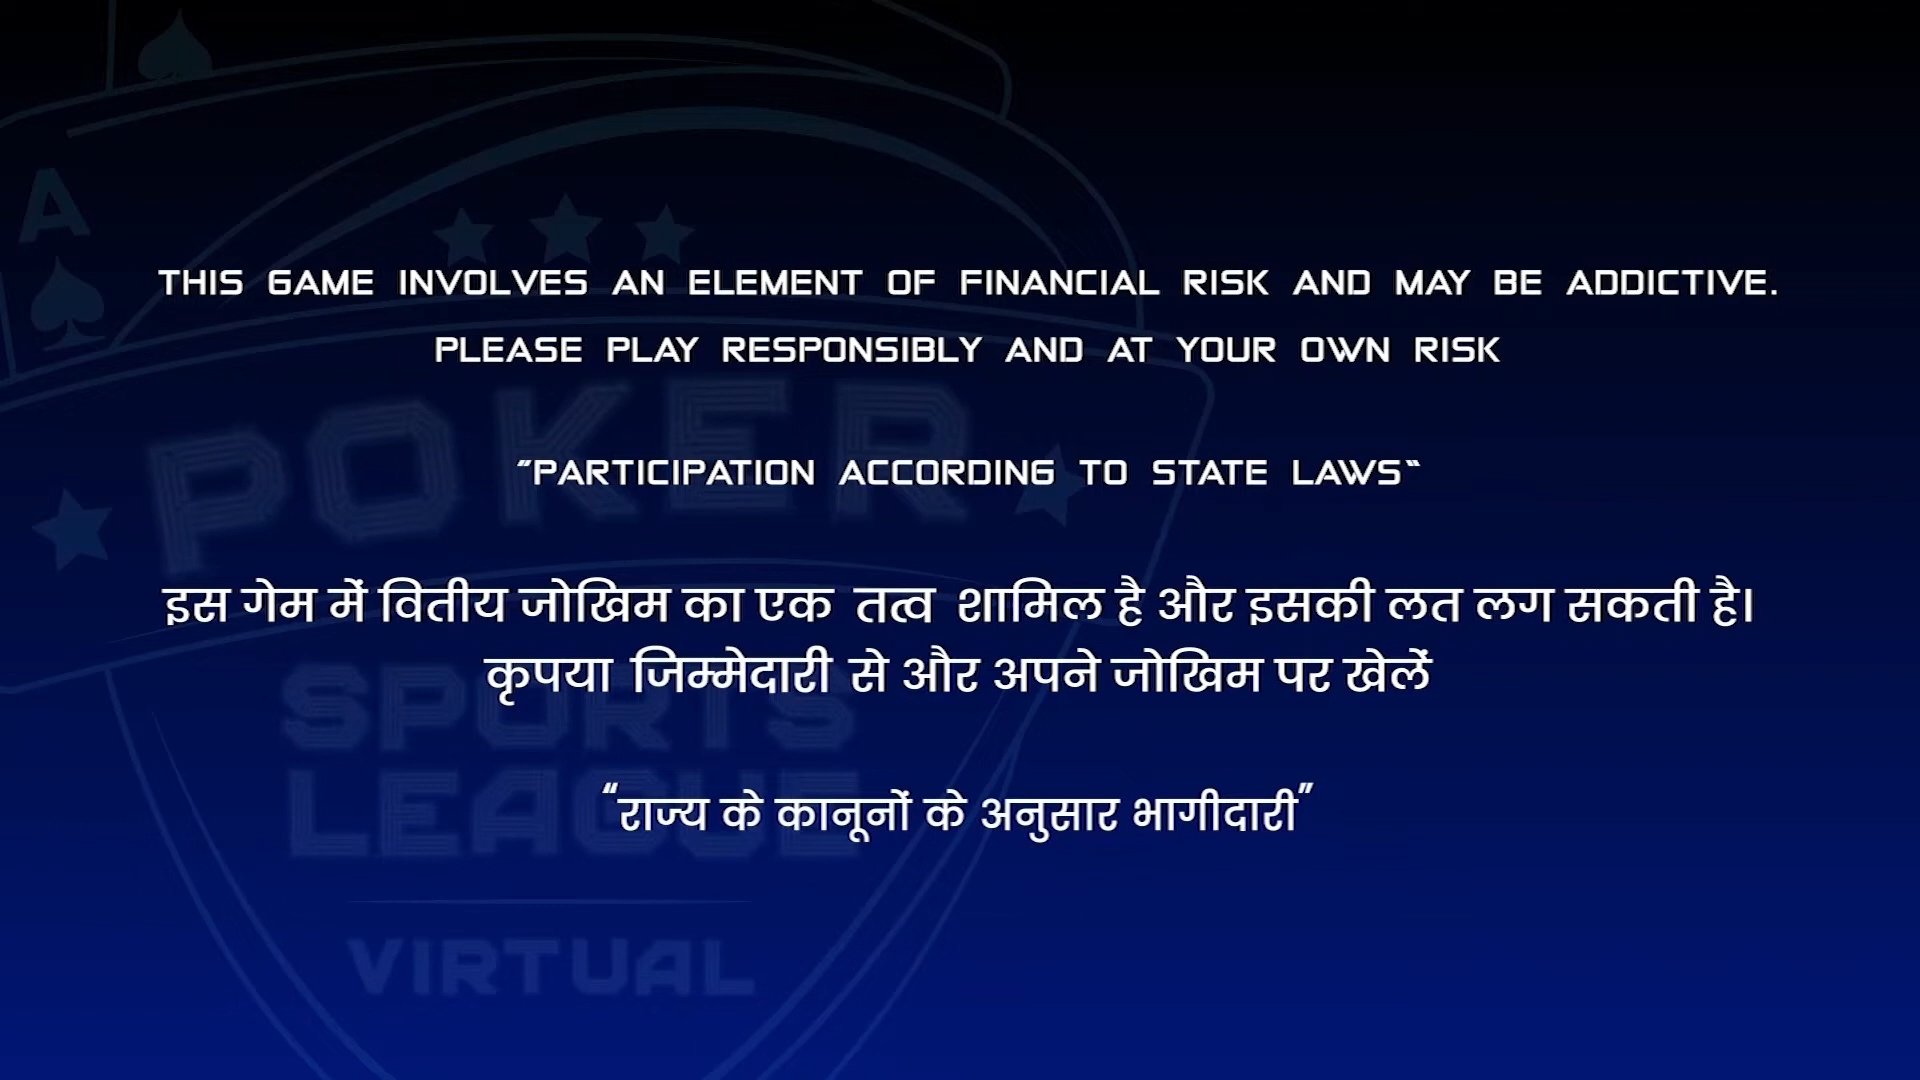 A
THIS GAME INVOLVES AN ELEMENT OF FINANCIAL RISK AND MAY BE ADDICTIVE.
PLEASE PLAY RESPONSIBLY AND AT YOUR OWN RISK
POKER
"PARTICIPATION ACCORDING TO STATE LAWS"
इस गेम में वितीय जोखिम का एक तत्व शामिल है और इसकी लत लग सकती है।
कृपया जिम्मेदारी से और अपने जोखिम पर खेलें
SPORTS
LEAGUE
“राज्य के कानूनों के अनुसार भागीदारी”
VIRTUAL